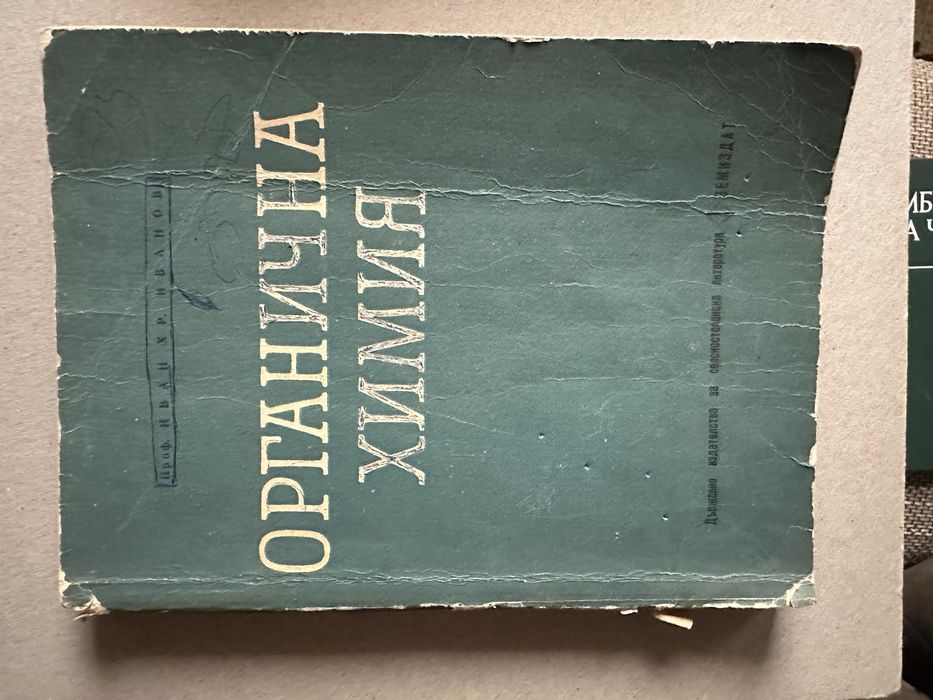 Проф. ИВАН ХР. ИВАНОВ
ОРГАНИЧНА
ХИМИЯ
Държавно издателство за селскостопанска литература ЗЕМИЗДАТ